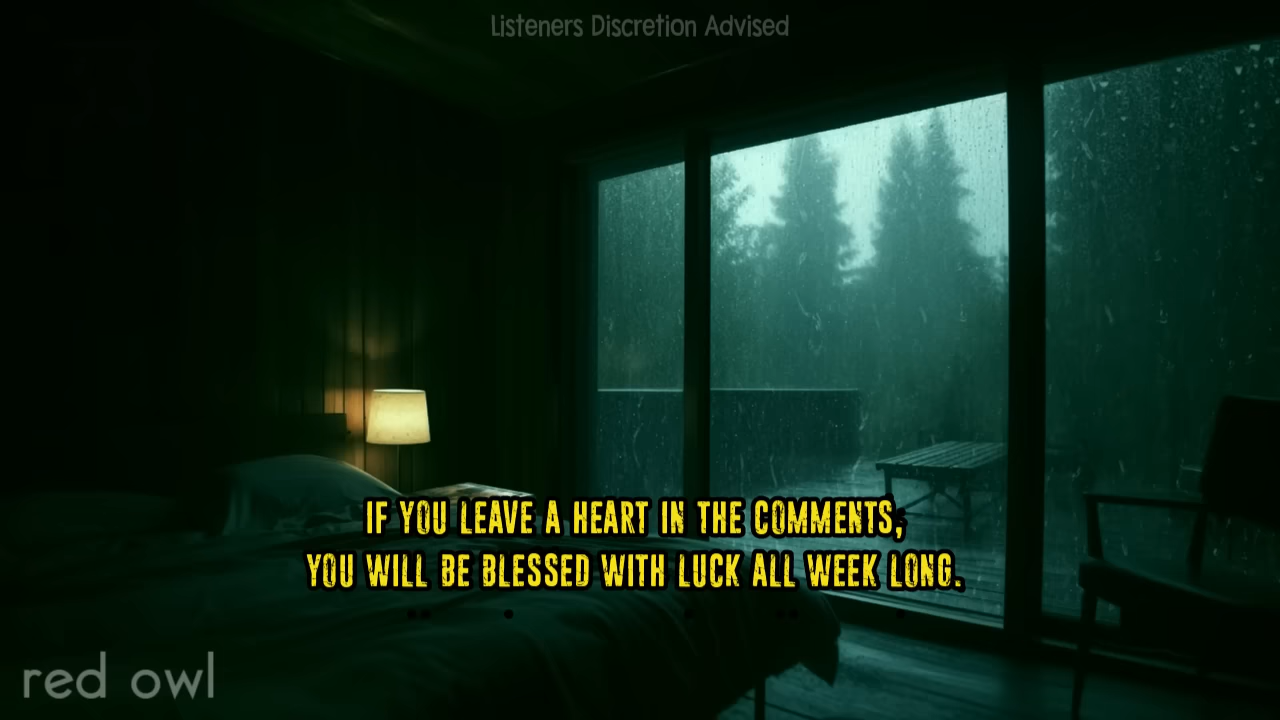 Listeners Discretion Advised
IF YOU LEAVE A HEART IN THE COMMENTS,
YOU WILL BE BLESSED WITH LUCK ALL WEEK LONG.
red owl